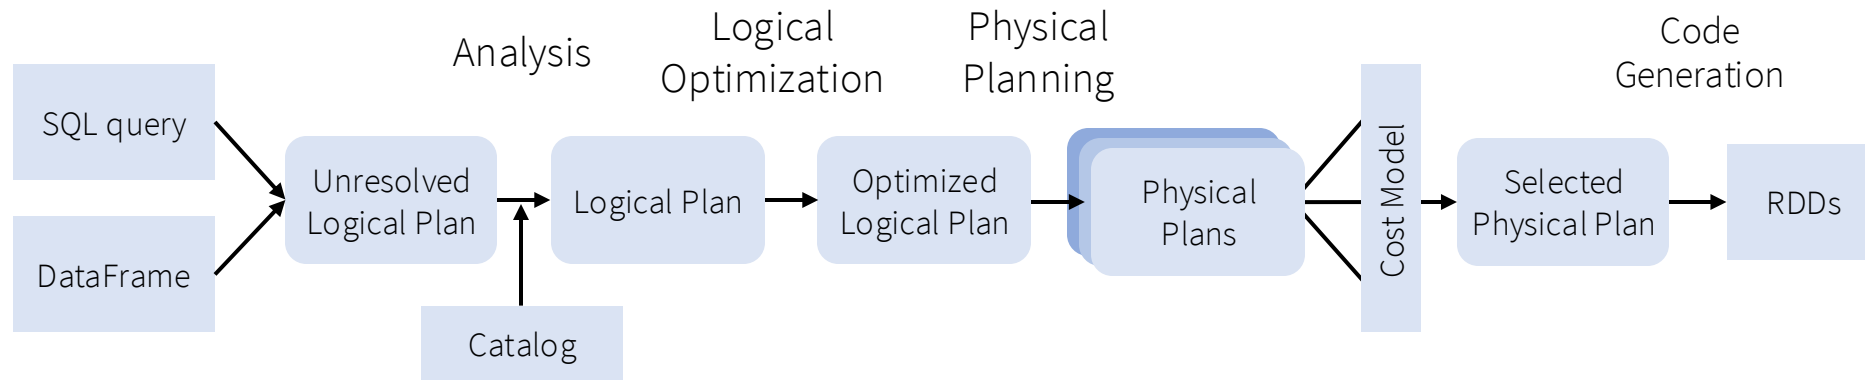 Analysis
Logical
Optimization
Physical
Planning
Code
Generation
SQL query
DataFrame
Unresolved
Logical Plan
Catalog
Logical Plan
Optimized
Logical Plan
Physical
Plans
Cost Model
Selected
Physical Plan
RDDs